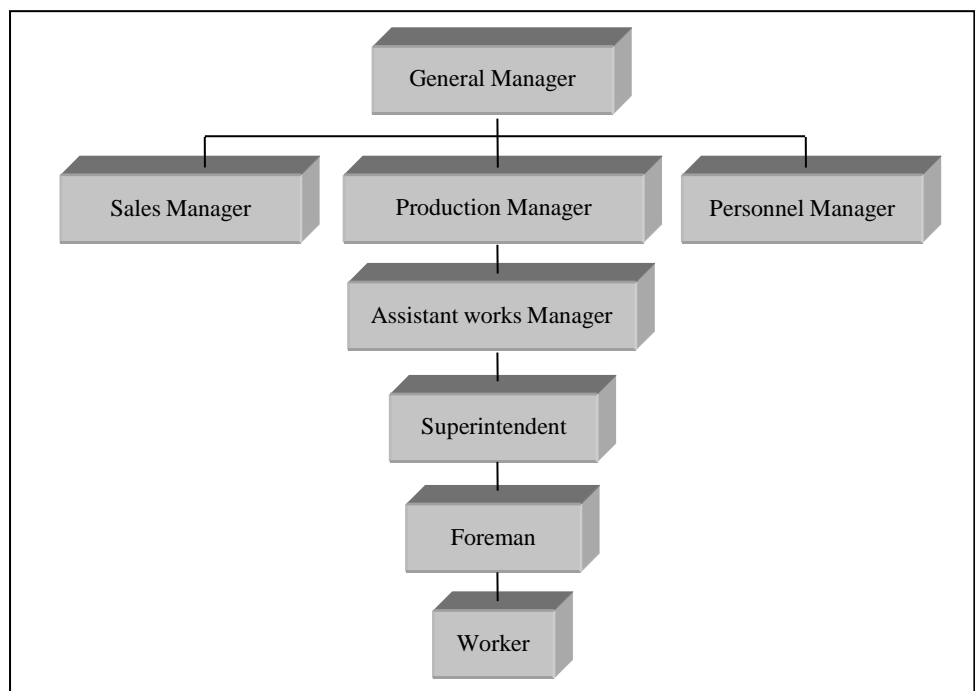 General Manager
Sales Manager
Production Manager
Personnel Manager
Assistant works Manager
Superintendent
Foreman
Worker